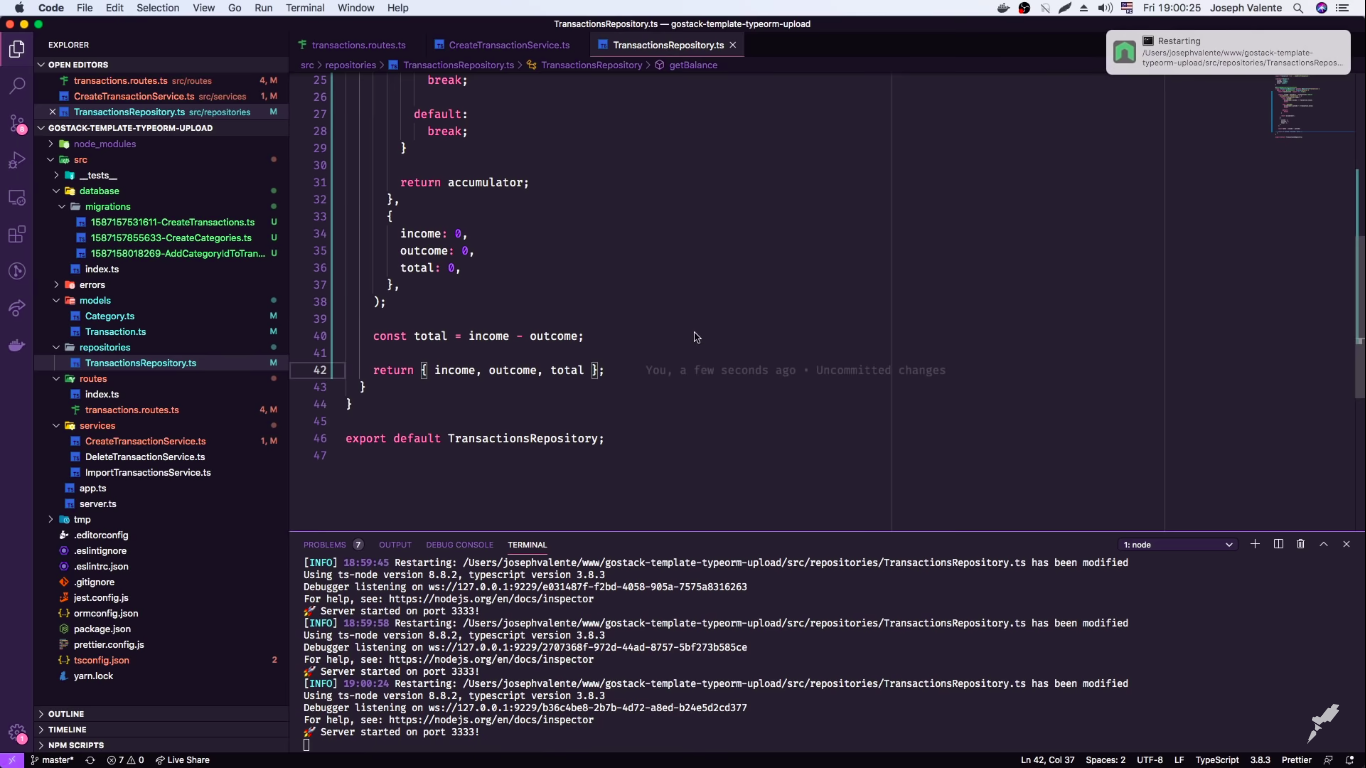 Code File Edit Selection View Go Run Terminal Window Help
Fri 19:00:25 Joseph Valente
TransactionsRepository.ts — gostack-template-typeorm-upload
Restarting
/Users/josephvalente/www/gostack-template-
typeorm-upload/src/repositories/TransactionsReposito...
EXPLORER
OPEN EDITORS
transactions.routes.ts src/routes 4, M
CreateTransactionService.ts src/services 1, M
TransactionsRepository.ts src/repositories M
GOSTACK-TEMPLATE-TYPEORM-UPLOAD
node_modules
src
__tests__
database
migrations
1587157531611-CreateTransactions.ts U
1587157855633-CreateCategories.ts U
1587158018269-AddCategoryIdToTran... U
index.ts
errors
models
Category.ts
Transaction.ts
repositories
TransactionsRepository.ts M
routes
index.ts
transactions.routes.ts 4, M
services
CreateTransactionService.ts 1, M
DeleteTransactionService.ts
ImportTransactionsService.ts
app.ts
server.ts
tmp
.editorconfig
.eslintignore
.eslintrc.json
.gitignore
jest.config.js
ormconfig.json
package.json
prettier.config.js
tsconfig.json 2
yarn.lock
OUTLINE
TIMELINE
NPM SCRIPTS
8
1
transactions.routes.ts CreateTransactionService.ts TransactionsRepository.ts
src > repositories > TransactionsRepository.ts > TransactionsRepository > getBalance
25 break;
26
27 default:
28 break;
29 }
30
31 return accumulator;
32 },
33 {
34 income: 0,
35 outcome: 0,
36 total: 0,
37 },
38 );
39
40 const total = income - outcome;
41
42 return { income, outcome, total }; You, a few seconds ago • Uncommitted changes
43 }
44 }
45
46 export default TransactionsRepository;
47
PROBLEMS 7 OUTPUT DEBUG CONSOLE TERMINAL 1: node
[INFO] 18:59:45 Restarting: /Users/josephvalente/www/gostack-template-typeorm-upload/src/repositories/TransactionsRepository.ts has been modified
Using ts-node version 8.8.2, typescript version 3.8.3
Debugger listening on ws://127.0.0.1:9229/e031487f-f2bd-4058-905a-7575a8316263
For help, see: https://nodejs.org/en/docs/inspector
🚀 Server started on port 3333!
[INFO] 18:59:58 Restarting: /Users/josephvalente/www/gostack-template-typeorm-upload/src/repositories/TransactionsRepository.ts has been modified
Using ts-node version 8.8.2, typescript version 3.8.3
Debugger listening on ws://127.0.0.1:9229/2707368f-972d-44ad-8757-5bf273b585ce
For help, see: https://nodejs.org/en/docs/inspector
🚀 Server started on port 3333!
[INFO] 19:00:24 Restarting: /Users/josephvalente/www/gostack-template-typeorm-upload/src/repositories/TransactionsRepository.ts has been modified
Using ts-node version 8.8.2, typescript version 3.8.3
Debugger listening on ws://127.0.0.1:9229/b36c4be8-2b7b-4d72-a8ed-b24e5d2cd377
For help, see: https://nodejs.org/en/docs/inspector
🚀 Server started on port 3333!
master* 7 0 Live Share Ln 42, Col 37 Spaces: 2 UTF-8 LF TypeScript 3.8.3 Prettier